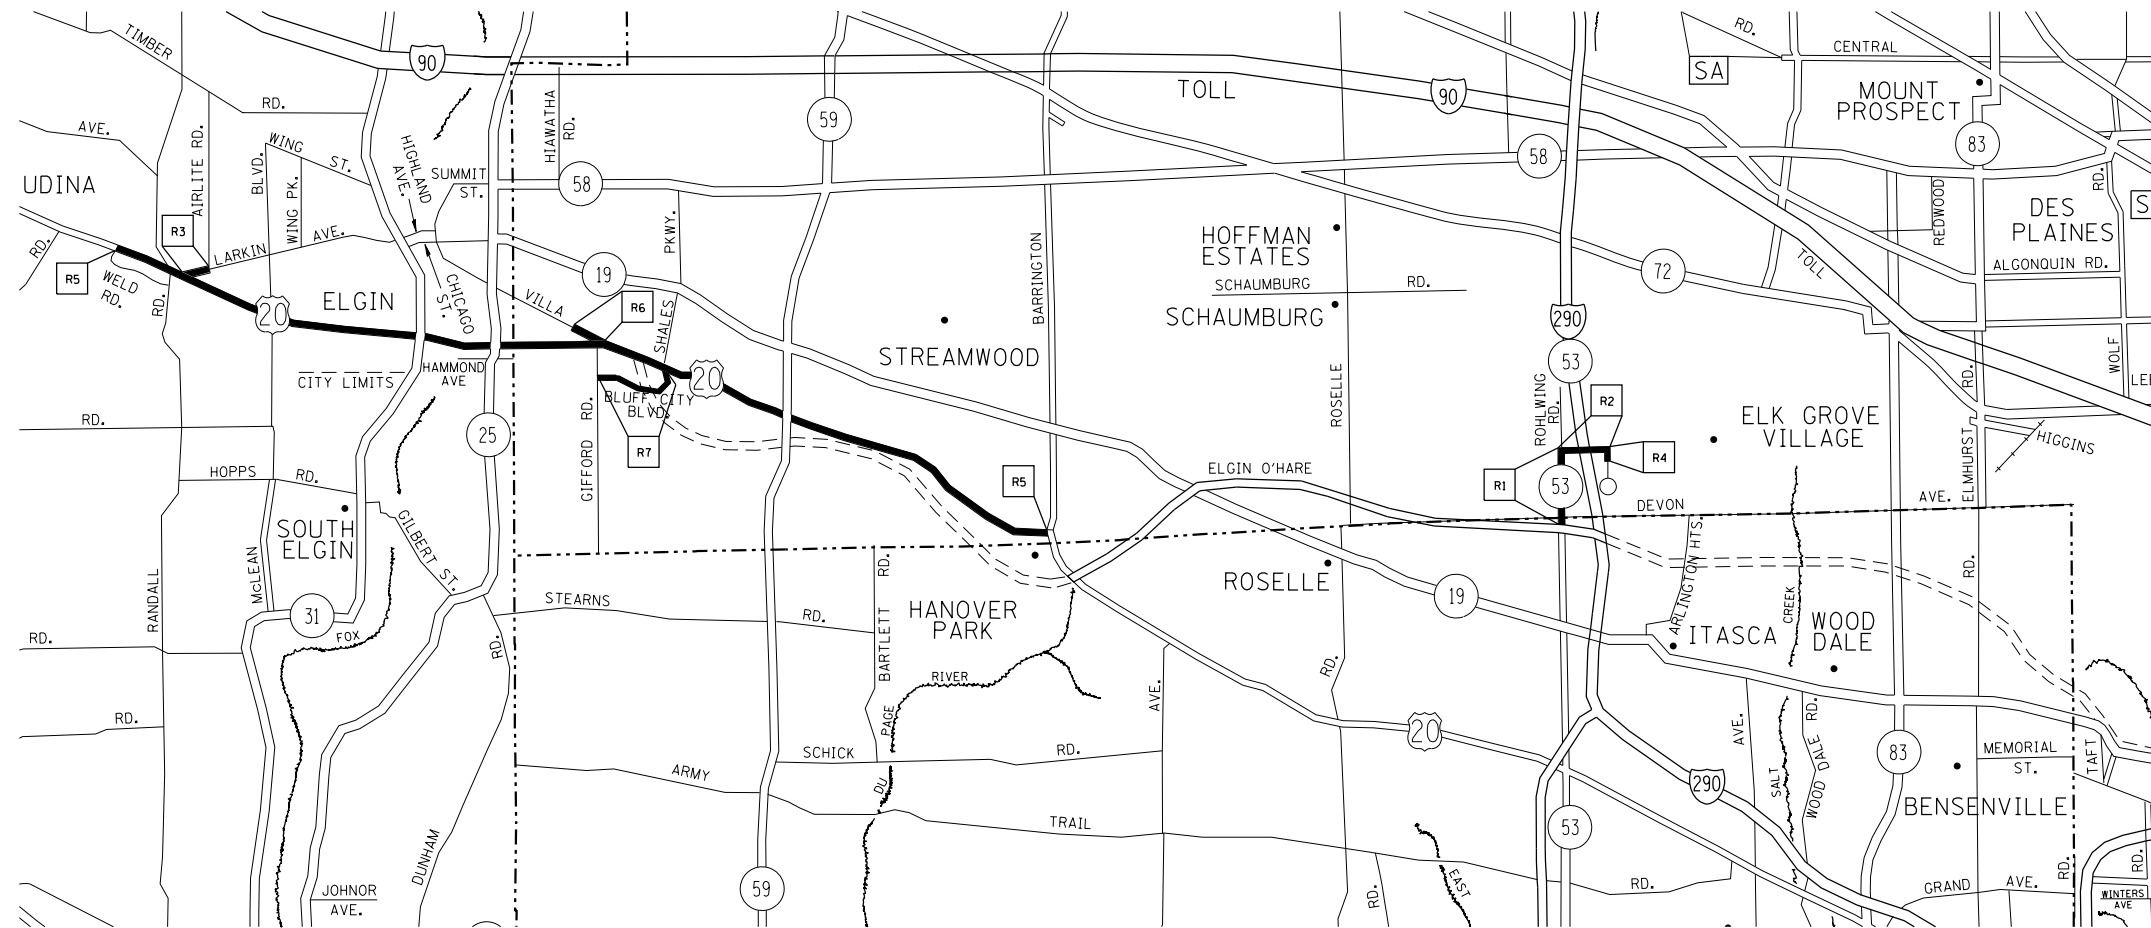 TIMBER
RD.
AVE.
AIRLITE RD.
BLVD.
WING
ST.
WING PK.
HIGHLAND
AVE.
90
SUMMIT
ST.
HIAWATHA
RD.
58
59
TOLL
90
58
RD.
SA
CENTRAL
MOUNT
PROSPECT
83
UDINA
RD.
R3
R5
WELD
RD.
RD.
LARKIN
AVE.
20
ELGIN
CHICAGO
ST.
VILLA
19
PKWY.
R6
SHALES
BARRINGTON
HOFFMAN
ESTATES
SCHAUMBURG
RD.
SCHAUMBURG
STREAMWOOD
72
TOLL
REDWOOD
RD.
DES
PLAINES
S
ALGONQUIN RD.
290
53
WOLF
LEE
CITY LIMITS
HAMMOND
AVE
20
BLUFF CITY
BLVD.
R7
GIFFORD
RD.
25
RD.
HOPPS
RD.
SOUTH
ELGIN
GILBERT
ST.
R5
ELGIN O'HARE
ROSELLE
ROHLWING
RD.
R2
R4
R1
53
DEVON
AVE.
ELK GROVE
VILLAGE
ELMHURST
RD.
HIGGINS
RANDALL
McLEAN
31
FOX
RD.
RD.
RD.
STEARNS
RD.
BARTLETT
RD.
HANOVER
PARK
ROSELLE
19
ARLINGTON HTS.
ITASCA
CREEK
WOOD
DALE
RD.
RIVER
PAGE
DU
AVE.
RD.
20
SCHICK
RD.
ARMY
TRAIL
DUNHAM
JOHNOR
AVE.
59
53
290
AVE.
SALT
WOOD DALE
RD.
83
MEMORIAL
ST.
TAFT
BENSENVILLE
RD.
EAST
RD.
GRAND
AVE.
RD.
RD.
WINTERS
AVE